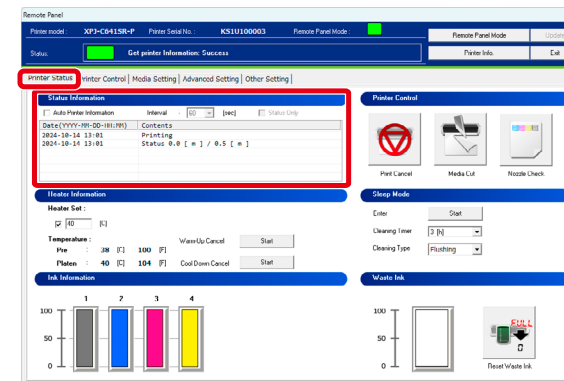 Remote Panel
Printer model : XPJ-C641SR-P Printer Serial No. : KS1U100003 Remote Panel Mode :
Remote Panel Mode Update
Status: Get printer Information: Success
Printer Info. Exit
Printer Status Printer Control Media Setting Advanced Setting Other Setting
Status Information
Auto Printer Information Interval : 60 [sec] Status Only
Date(YYYY-MM-DD-HH:MM) Contents
2024-10-14 13:01 Printing
2024-10-14 13:01 Status 0.0 [ m ] / 0.5 [ m ]
Printer Control
Print Cancel Media Cut Nozzle Check
Heater Information
Heater Set :
40 [C]
Temperature :
Pre : 38 [C] 100 [F] Warm-Up Cancel Start
Platen : 40 [C] 104 [F] Cool Down Cancel Start
Sleep Mode
Enter Start
Cleaning Timer 3 [h]
Cleaning Type Flushing
Ink Information
1 2 3 4
100
50
0
Waste Ink
100
50
0
FULL
0
Reset Waste Ink